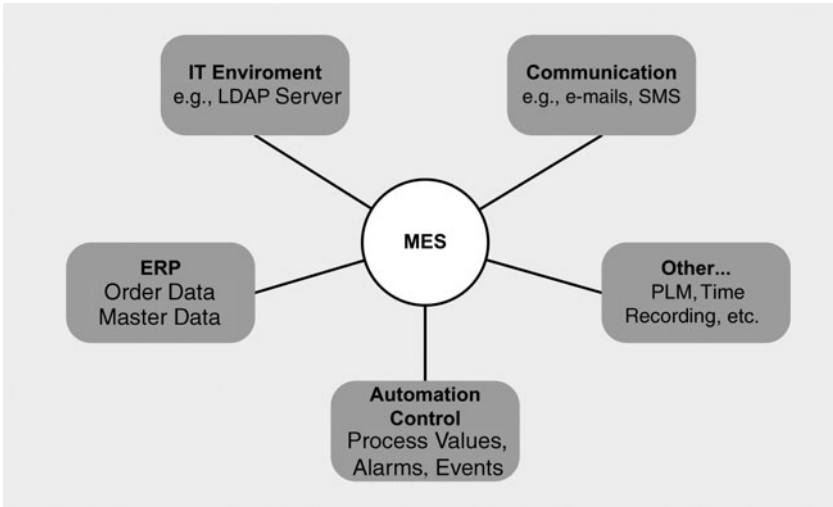 IT Enviroment
e.g., LDAP Server
Communication
e.g., e-mails, SMS
MES
ERP
Order Data
Master Data
Other...
PLM, Time
Recording, etc.
Automation
Control
Process Values,
Alarms, Events